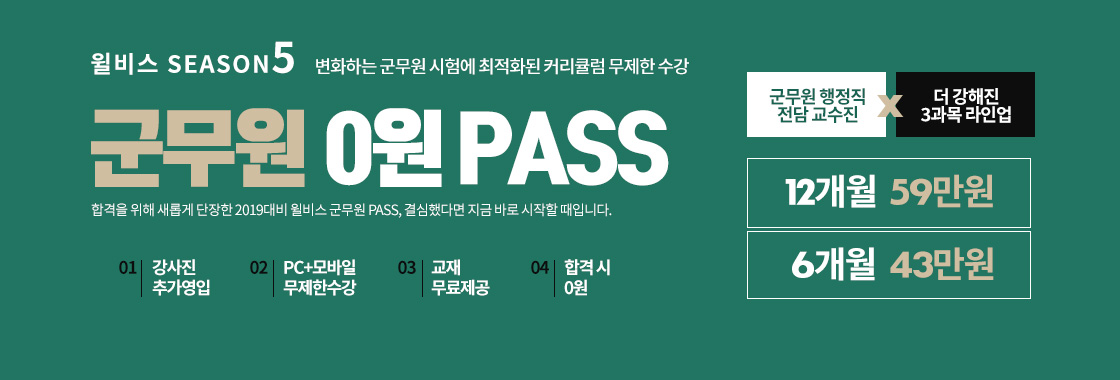 윌비스 SEASON5 변화하는 군무원 시험에 최적화된 커리큘럼 무제한 수강
군무원 0원 PASS
합격을 위해 새롭게 단장한 2019대비 윌비스 군무원 PASS, 결심했다면 지금 바로 시작할 때입니다.
01 강사진
추가영입
02 PC+모바일
무제한수강
03 교재
무료제공
04 합격 시
0원
군무원 행정직
전담 교수진
X
더 강해진
3과목 라인업
12개월 59만원
6개월 43만원